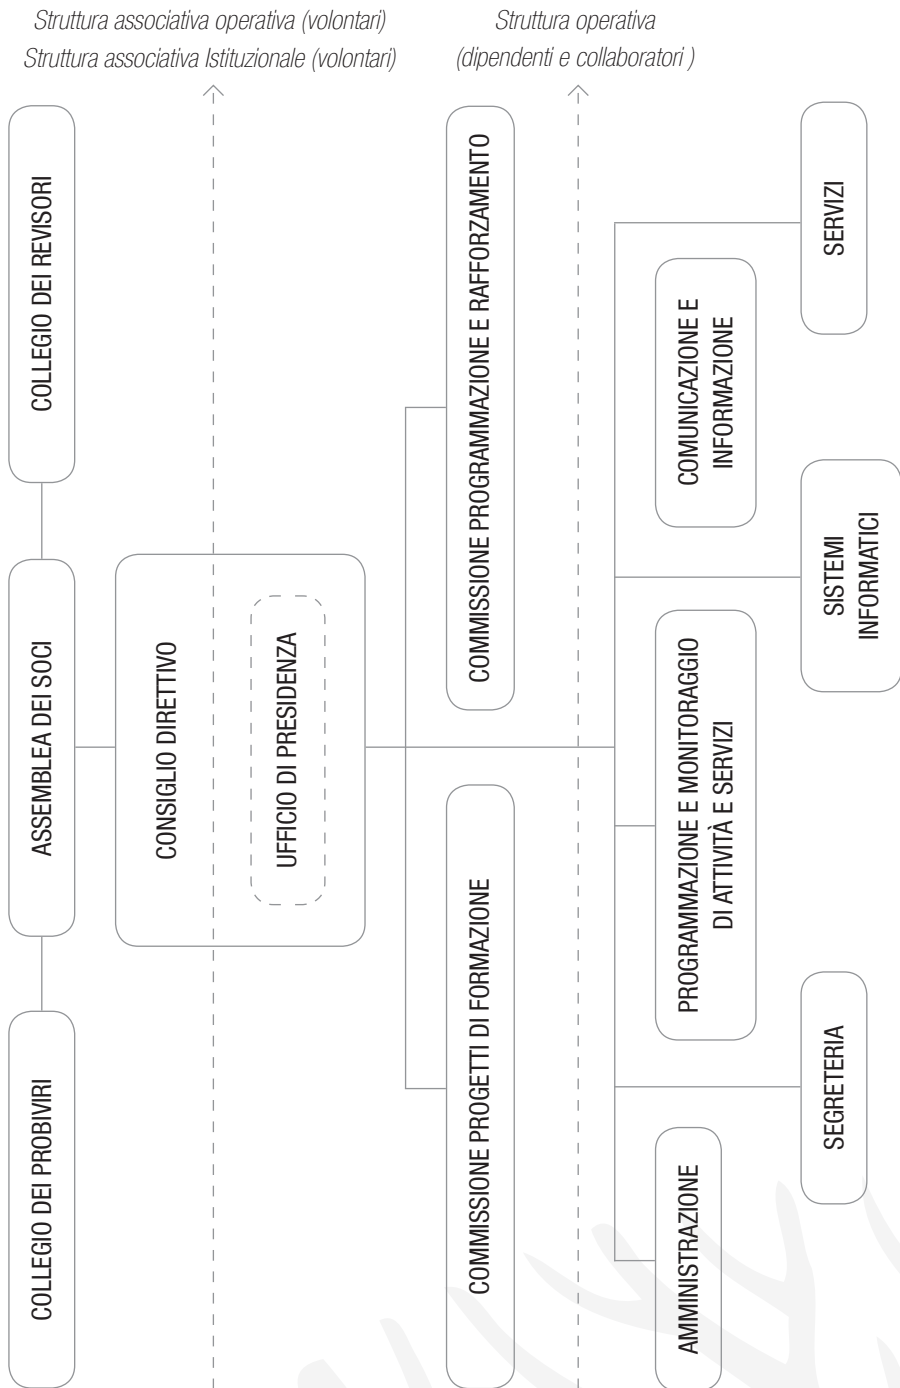 Struttura associativa operativa (volontari)
Struttura associativa Istituzionale (volontari)
Struttura operativa
(dipendenti e collaboratori )
COLLEGIO DEI PROBIVIRI
ASSEMBLEA DEI SOCI
COLLEGIO DEI REVISORI
CONSIGLIO DIRETTIVO
UFFICIO DI PRESIDENZA
COMMISSIONE PROGETTI DI FORMAZIONE
COMMISSIONE PROGRAMMAZIONE E RAFFORZAMENTO
AMMINISTRAZIONE
PROGRAMMAZIONE E MONITORAGGIO
DI ATTIVITÀ E SERVIZI
COMUNICAZIONE E
INFORMAZIONE
SEGRETERIA
SISTEMI
INFORMATICI
SERVIZI